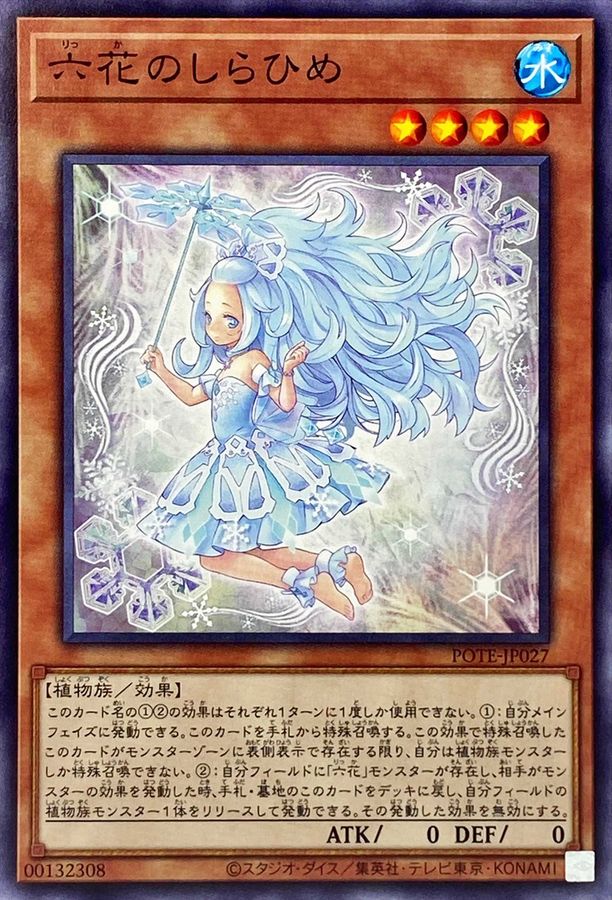 六花のしらひめ
水
POTE-JP027
【植物族／効果】
このカード名の①②の効果はそれぞれ１ターンに１度しか使用できない。①：自分メイン
フェイズに発動できる。このカードを手札から特殊召喚する。この効果で特殊召喚した
このカードがモンスターゾーンに表側表示で存在する限り、自分は植物族モンスター
しか特殊召喚できない。②：自分フィールドに「六花」モンスターが存在し、相手がモン
スターの効果を発動した時、手札・墓地のこのカードをデッキに戻し、自分フィールドの
植物族モンスター１体をリリースして発動できる。その発動した効果を無効にする。
ATK/ 0 DEF/ 0
00132308 ©スタジオ・ダイス／集英社・テレビ東京・KONAMI